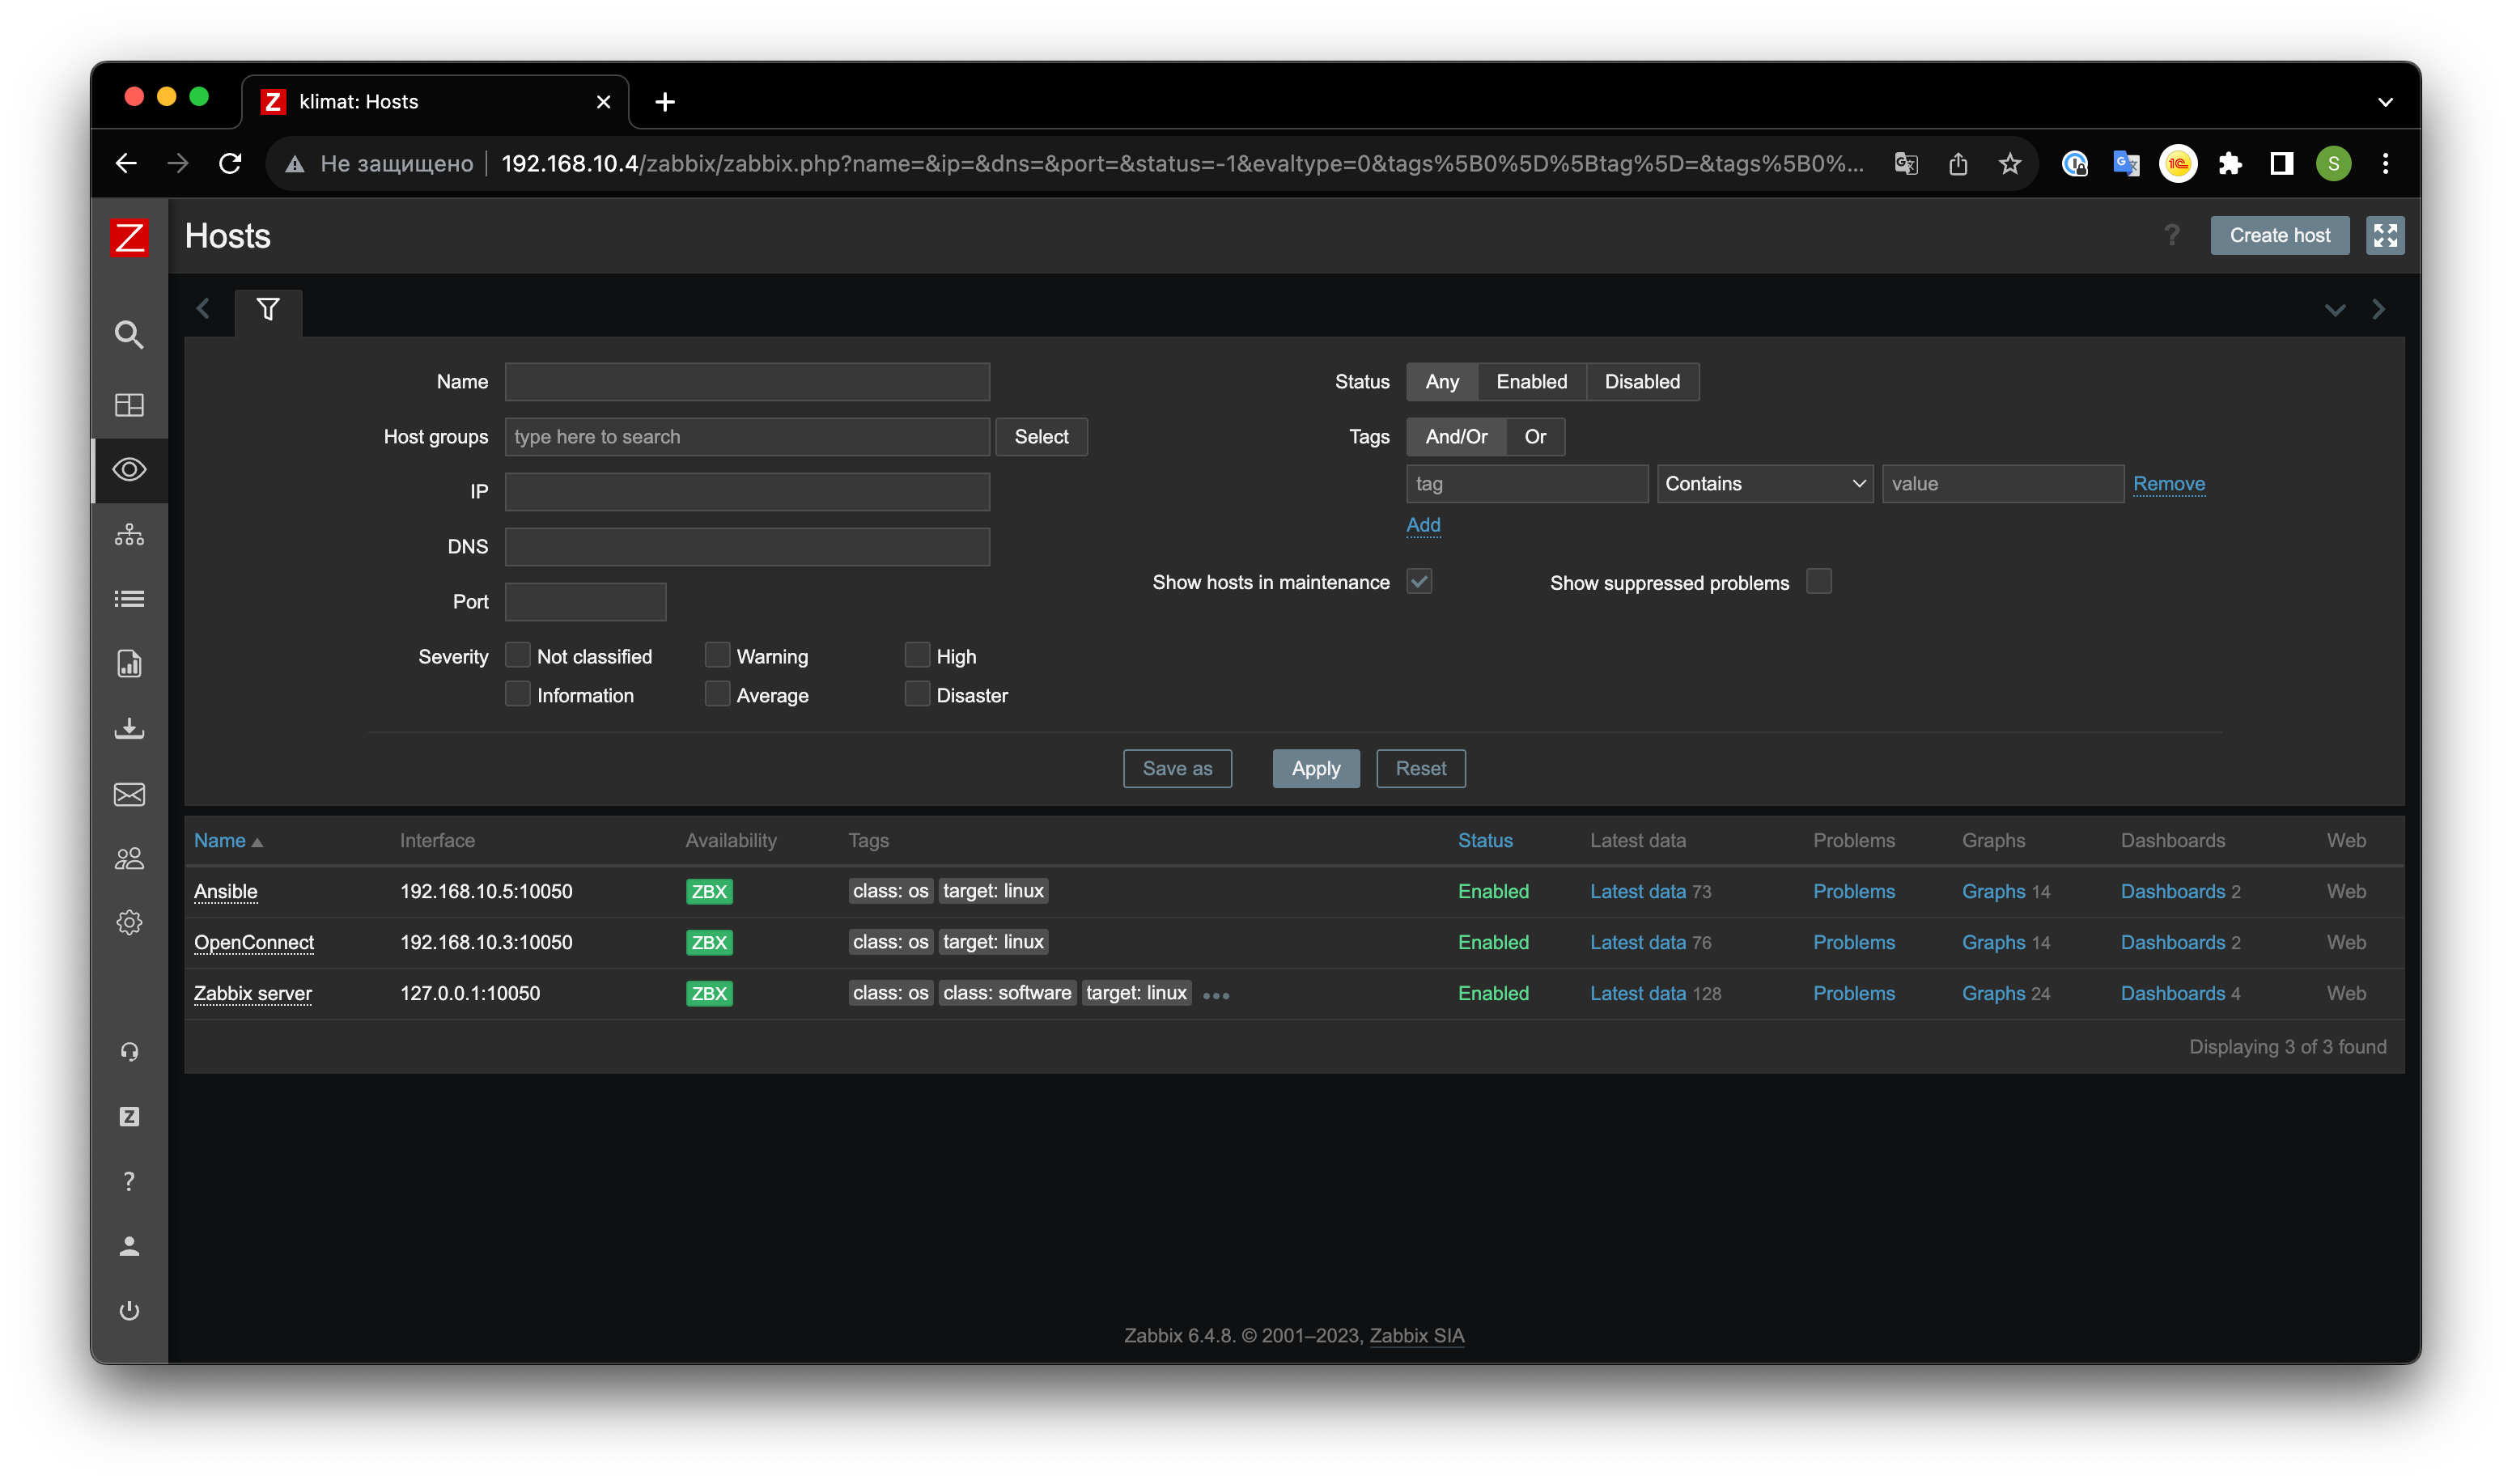 klimat: Hosts
Не защищено 192.168.10.4/zabbix/zabbix.php?name=&ip=&dns=&port=&status=-1&evaltype=0&tags%5B0%5D%5Btag%5D=&tags%5B0%...
S
Z Hosts ? Create host
Name Status Any Enabled Disabled
Host groups type here to search Select Tags And/Or Or
IP tag Contains value Remove
Add
DNS
Show hosts in maintenance Show suppressed problems
Port
Severity Not classified Warning High
Information Average Disaster
Save as Apply Reset
Name Interface Availability Tags Status Latest data Problems Graphs Dashboards Web
Ansible 192.168.10.5:10050 ZBX class: os target: linux Enabled Latest data 73 Problems Graphs 14 Dashboards 2 Web
OpenConnect 192.168.10.3:10050 ZBX class: os target: linux Enabled Latest data 76 Problems Graphs 14 Dashboards 2 Web
Zabbix server 127.0.0.1:10050 ZBX class: os class: software target: linux ••• Enabled Latest data 128 Problems Graphs 24 Dashboards 4 Web
Displaying 3 of 3 found
Z
?
Zabbix 6.4.8. © 2001–2023, Zabbix SIA